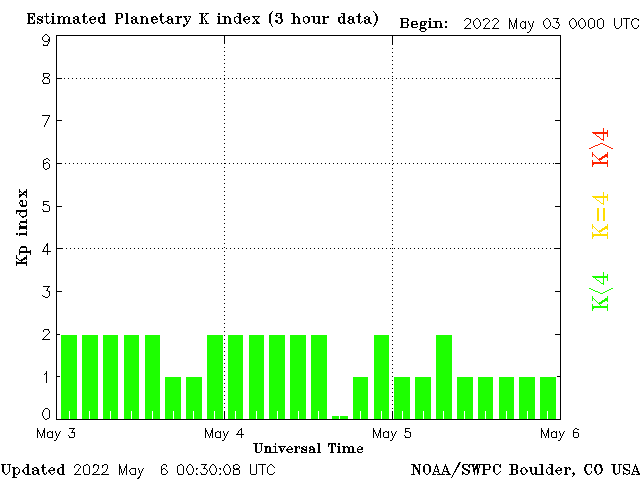 Estimated Planetary K index (3 hour data)
Begin: 2022 May 03 0000 UTC
9
8
7
6
5
4
3
2
1
0
Kp index
May 3
May 4
May 5
May 6
Universal Time
K>4
K=4
K<4
Updated 2022 May 6 00:30:08 UTC
NOAA/SWPC Boulder, CO USA